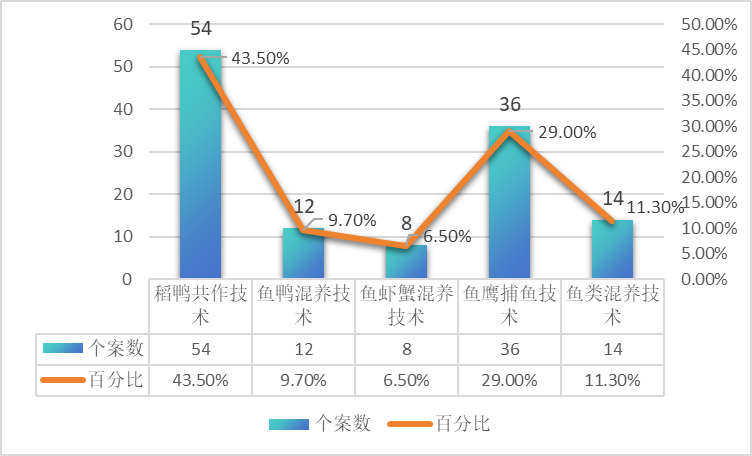 60 50.00%
54
45.00%
50 43.50%
40.00%
40 36 35.00%
30.00%
30 29.00%
25.00%
20 20.00%
12 8 14 15.00%
10 9.70% 6.50% 11.30% 10.00%
5.00%
0 0.00%
稻鸭共作技术 鱼鸭混养技术 鱼虾蟹混养技术 鱼鹰捕鱼技术 鱼类混养技术
个案数 54 12 8 36 14
百分比 43.50% 9.70% 6.50% 29.00% 11.30%
个案数 百分比